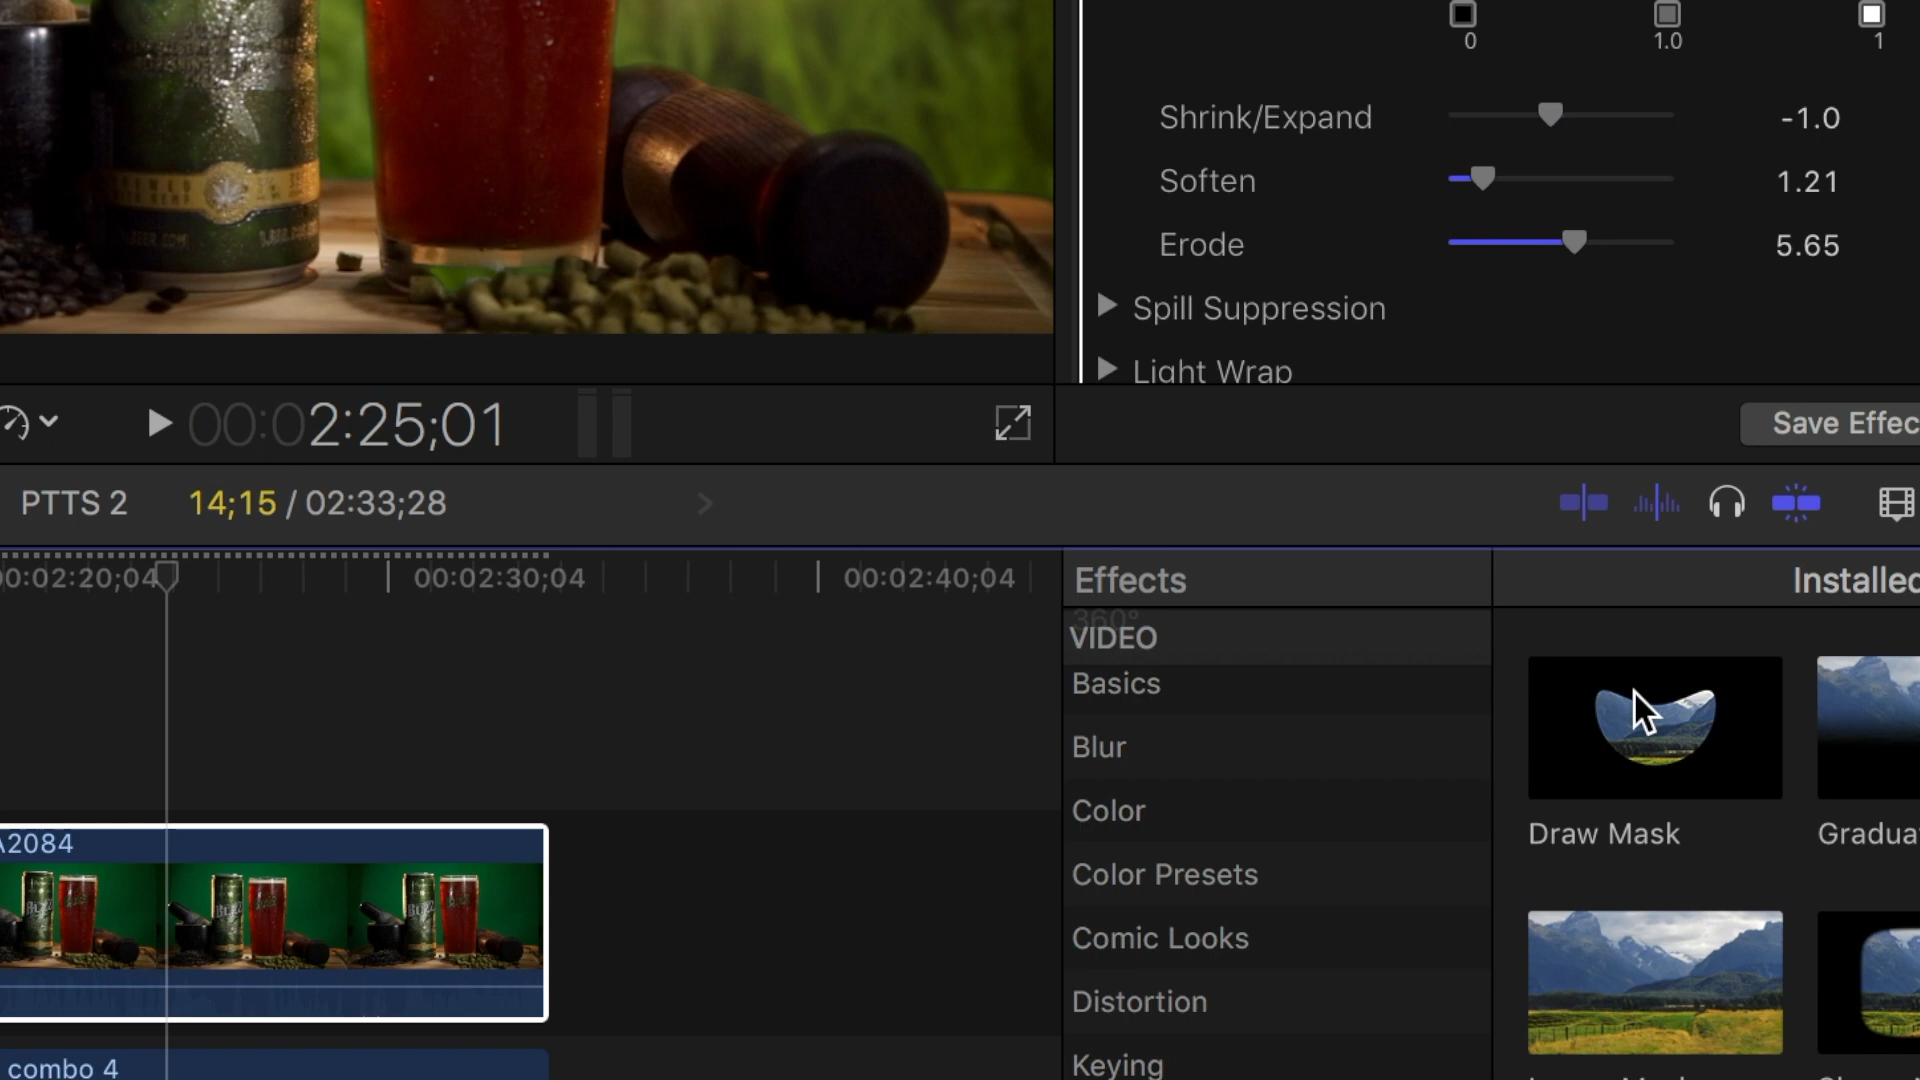 0
1.0
1
Shrink/Expand
-1.0
Soften
1.21
Erode
5.65
Spill Suppression
Light Wrap
00:02:25;01
Save Effec
PTTS 2
14;15 / 02:33;28
00:02:20;04
00:02:30;04
00:02:40;04
Effects
Installed
360°
VIDEO
Basics
Blur
Color
Color Presets
Comic Looks
Distortion
Keying
Draw Mask
Gradua
A2084
combo 4